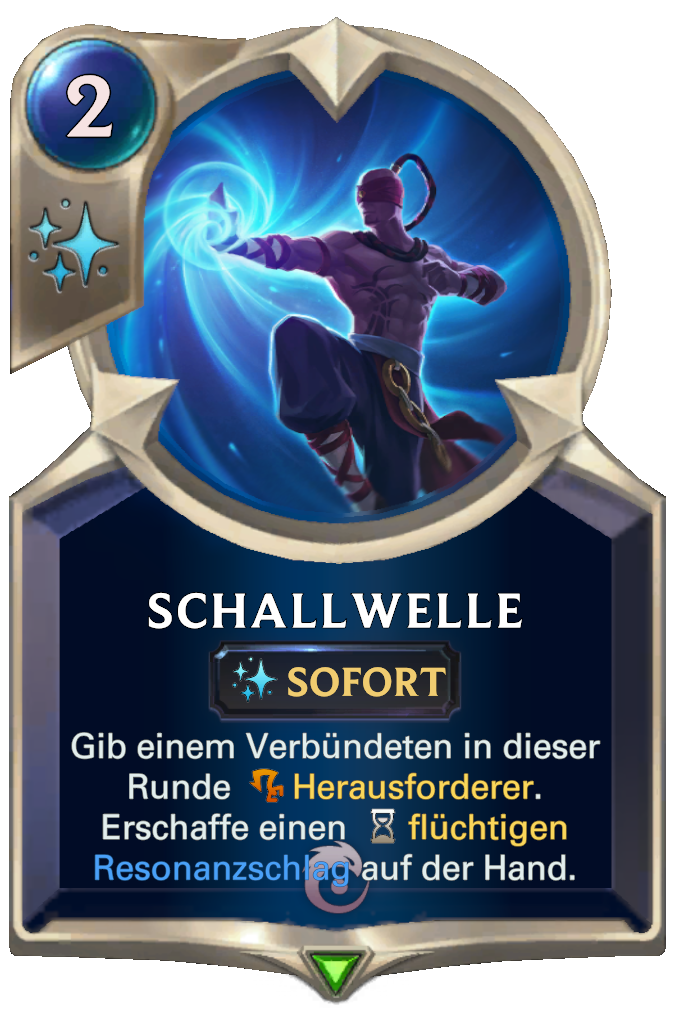 2
SCHALLWELLE
SOFORT
Gib einem Verbündeten in dieser
Runde Herausforderer.
Erschaffe einen flüchtigen
Resonanzschlag auf der Hand.